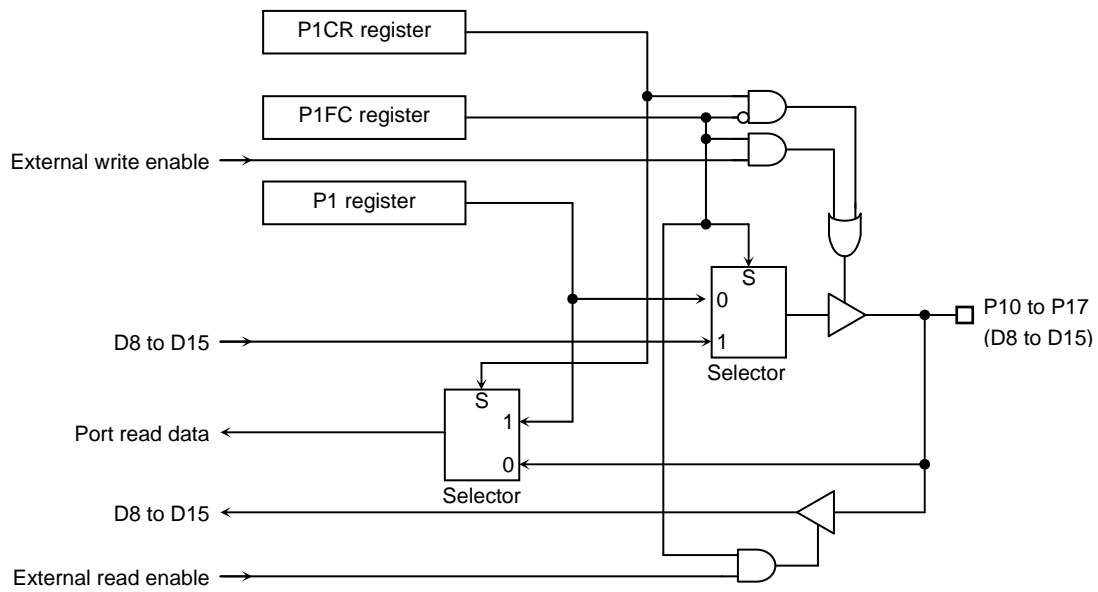 P1CR register
P1FC register
External write enable
P1 register
S
0
P10 to P17
(D8 to D15)
D8 to D15
1
Selector
S
1
Port read data
0
Selector
D8 to D15
External read enable